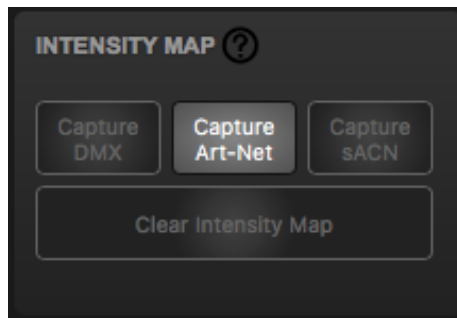 INTENSITY MAP ?
Capture DMX
Capture Art-Net
Capture sACN
Clear Intensity Map